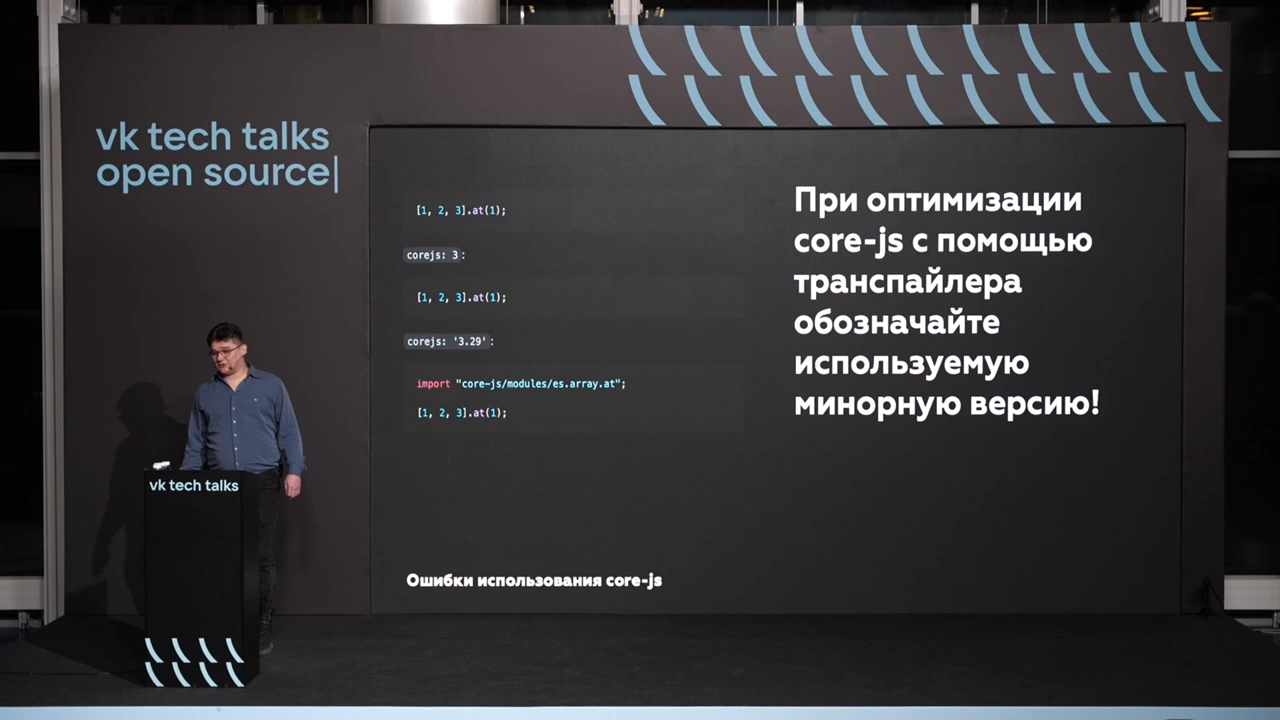 vk tech talks
open source|
[1, 2, 3].at(1);
corejs: 3:
[1, 2, 3].at(1);
corejs: '3.29':
import "core-js/modules/es.array.at";
[1, 2, 3].at(1);
При оптимизации
core-js с помощью
транспайлера
обозначайте
используемую
минорную версию!
Ошибки использования core-js
vk tech talks